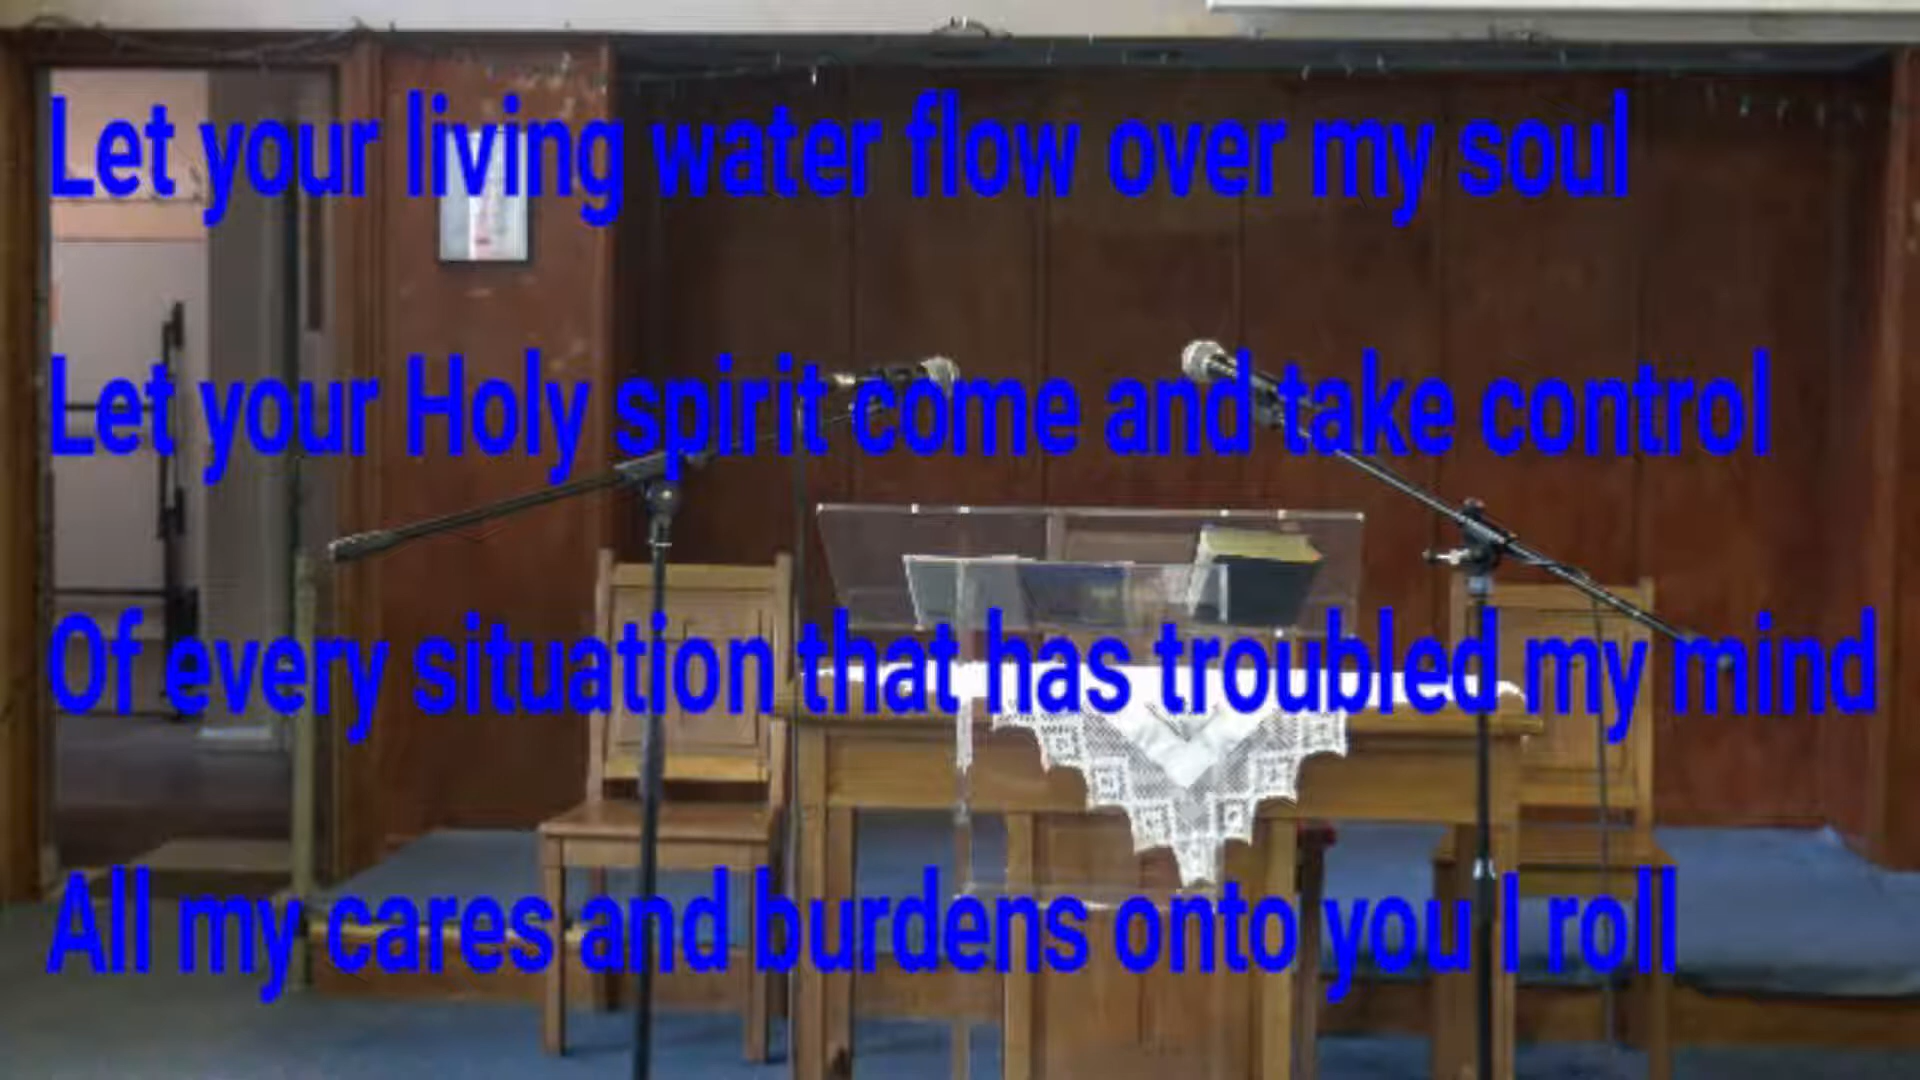 Let your living water flow over my soul
Let your Holy spirit come and take control
Of every situation that has troubled my mind
All my cares and burdens onto you I roll